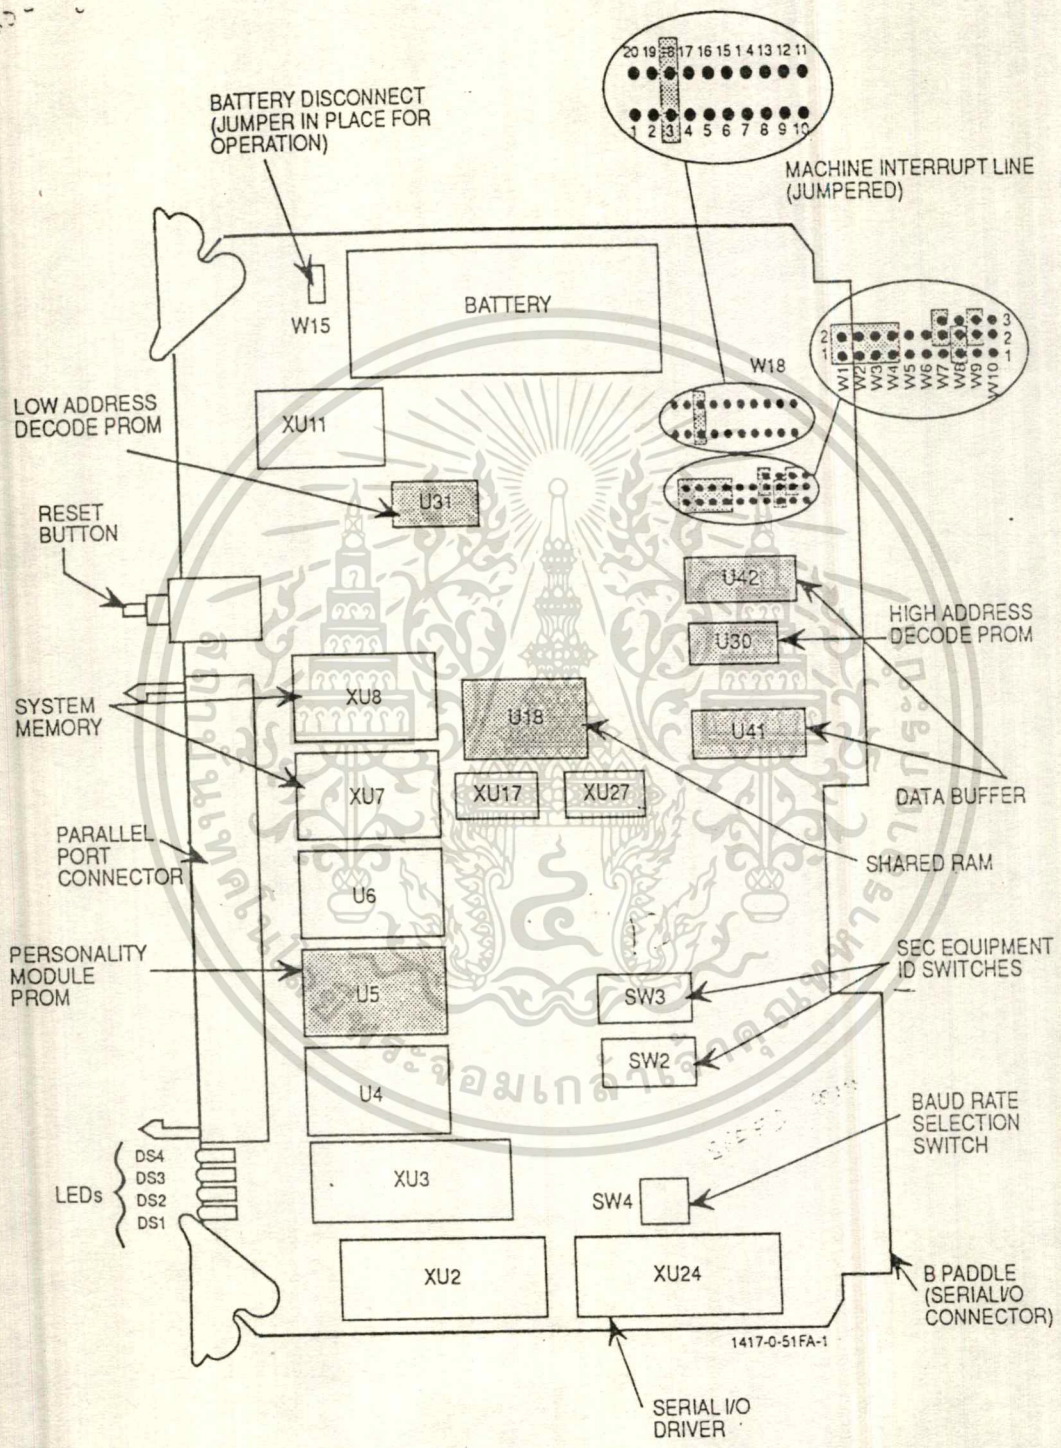 20 19 18 17 16 15 14 13 12 11
1 2 3 4 5 6 7 8 9 10
BATTERY DISCONNECT
(JUMPER IN PLACE FOR
OPERATION)
MACHINE INTERRUPT LINE
(JUMPERED)
BATTERY
W15
W18
3
2 2
1 1
W1 W2 W3 W4 W5 W6 W7 W8 W9 W10
LOW ADDRESS
DECODE PROM
XU11
U31
RESET
BUTTON
U42
U30
HIGH ADDRESS
DECODE PROM
SYSTEM
MEMORY
XU8
U18
U41
XU7
XU17
XU27
DATA BUFFER
PARALLEL
PORT
CONNECTOR
SHARED RAM
U6
PERSONALITY
MODULE
PROM
U5
SW3
SEC EQUIPMENT
ID SWITCHES
SW2
U4
BAUD RATE
SELECTION
SWITCH
LEDs
DS4
DS3
DS2
DS1
XU3
SW4
XU2
XU24
B PADDLE
(SERIAL I/O
CONNECTOR)
1417-0-51FA-1
SERIAL I/O
DRIVER